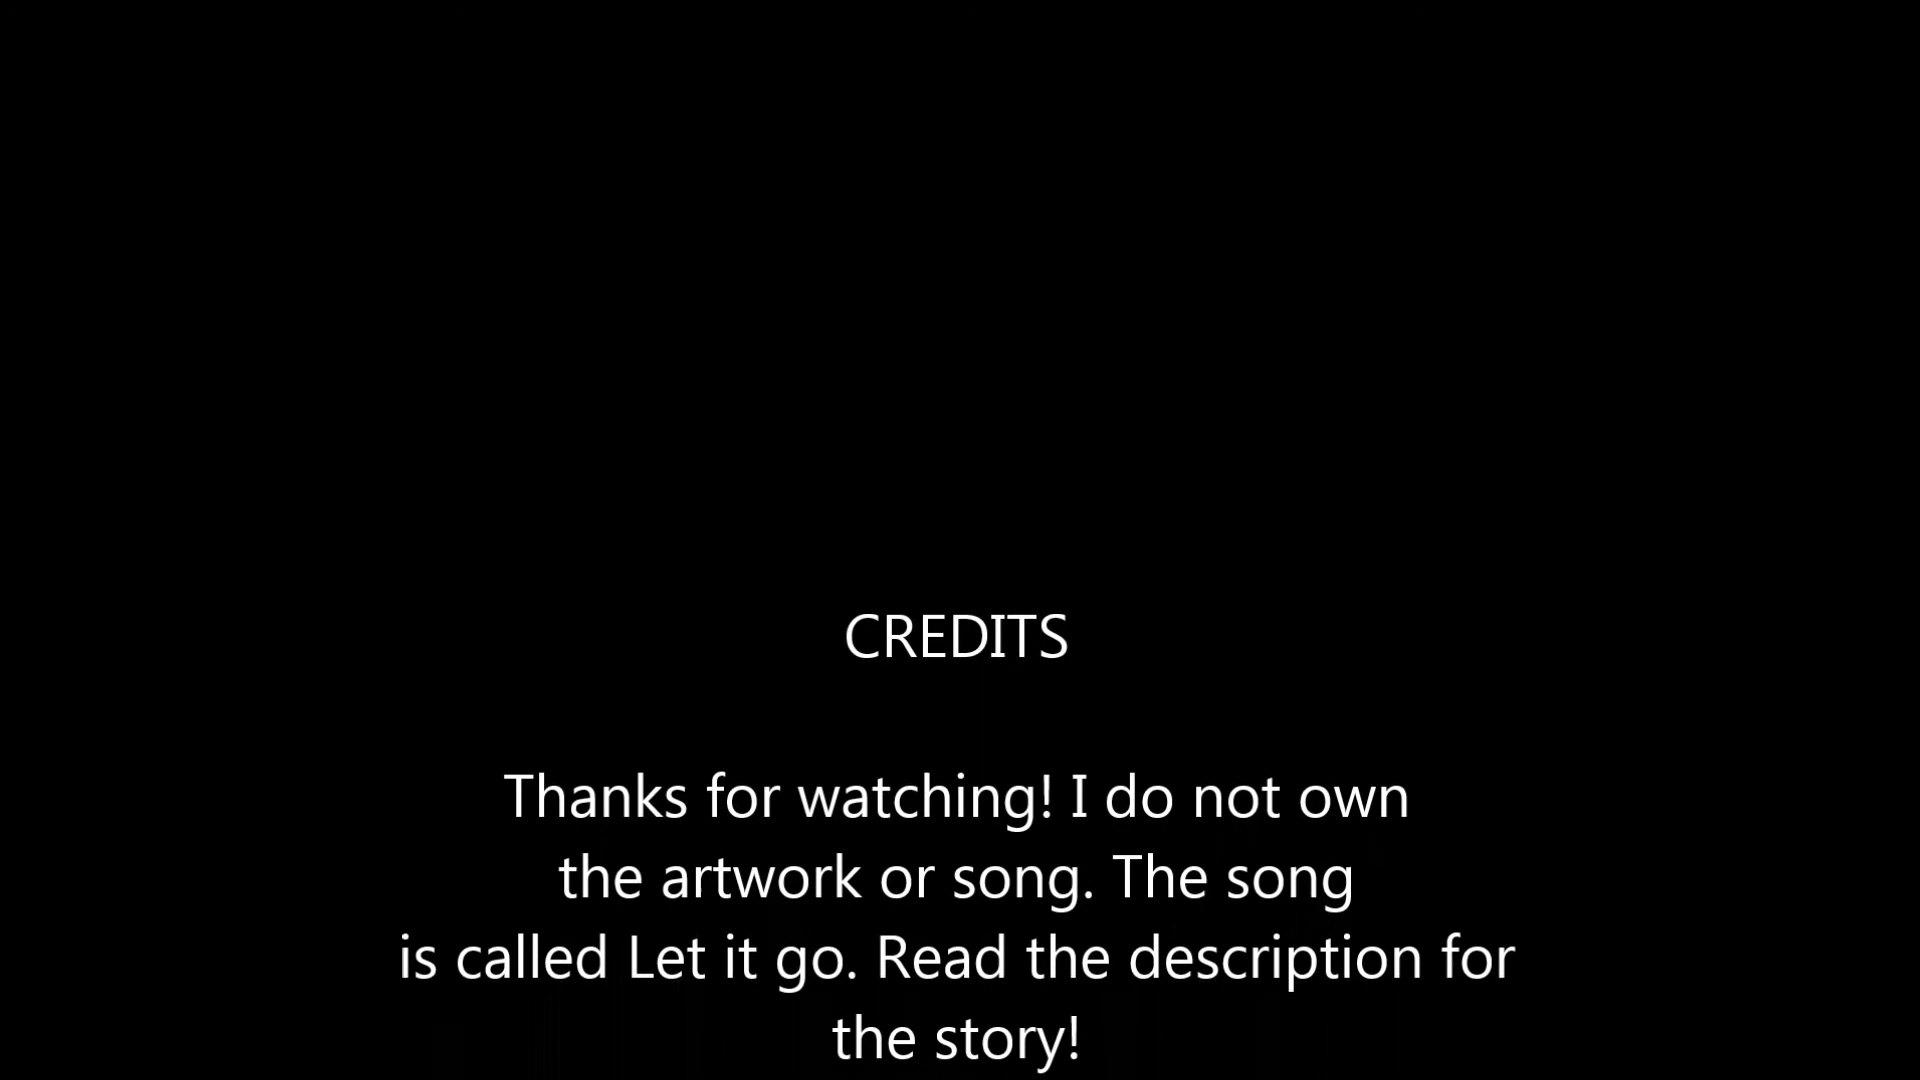 CREDITS
Thanks for watching! I do not own
the artwork or song. The song
is called Let it go. Read the description for
the story!